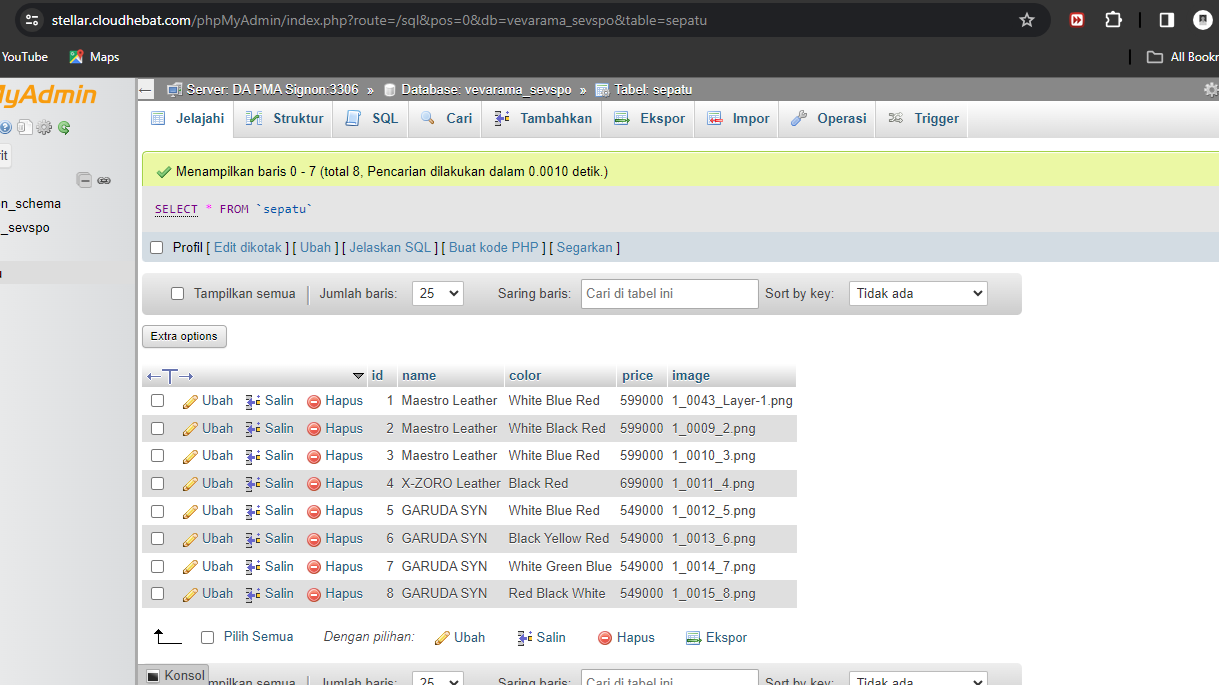 stellar.cloudhebat.com/phpMyAdmin/index.php?route=/sql&pos=0&db=vevarama_sevspo&table=sepatu
YouTube Maps All Bookr
MyAdmin
Server: DA PMA Signon:3306 » Database: vevarama_sevspo » Tabel: sepatu
Jelajahi Struktur SQL Cari Tambahkan Ekspor Impor Operasi Trigger
rit
n_schema
_sevspo
Menampilkan baris 0 - 7 (total 8, Pencarian dilakukan dalam 0.0010 detik.)
SELECT * FROM `sepatu`
Profil [ Edit dikotak ] [ Ubah ] [ Jelaskan SQL ] [ Buat kode PHP ] [ Segarkan ]
Tampilkan semua | Jumlah baris: 25 Saring baris: Cari di tabel ini Sort by key: Tidak ada
Extra options
←T→ id name color price image
Ubah Salin Hapus 1 Maestro Leather White Blue Red 599000 1_0043_Layer-1.png
Ubah Salin Hapus 2 Maestro Leather White Black Red 599000 1_0009_2.png
Ubah Salin Hapus 3 Maestro Leather White Blue Red 599000 1_0010_3.png
Ubah Salin Hapus 4 X-ZORO Leather Black Red 699000 1_0011_4.png
Ubah Salin Hapus 5 GARUDA SYN White Blue Red 549000 1_0012_5.png
Ubah Salin Hapus 6 GARUDA SYN Black Yellow Red 549000 1_0013_6.png
Ubah Salin Hapus 7 GARUDA SYN White Green Blue 549000 1_0014_7.png
Ubah Salin Hapus 8 GARUDA SYN Red Black White 549000 1_0015_8.png
Pilih Semua Dengan pilihan: Ubah Salin Hapus Ekspor
Konsol mpilkan semua | Jumlah baris: 25 Saring baris: Cari di tabel ini Sort by key: Tidak ada